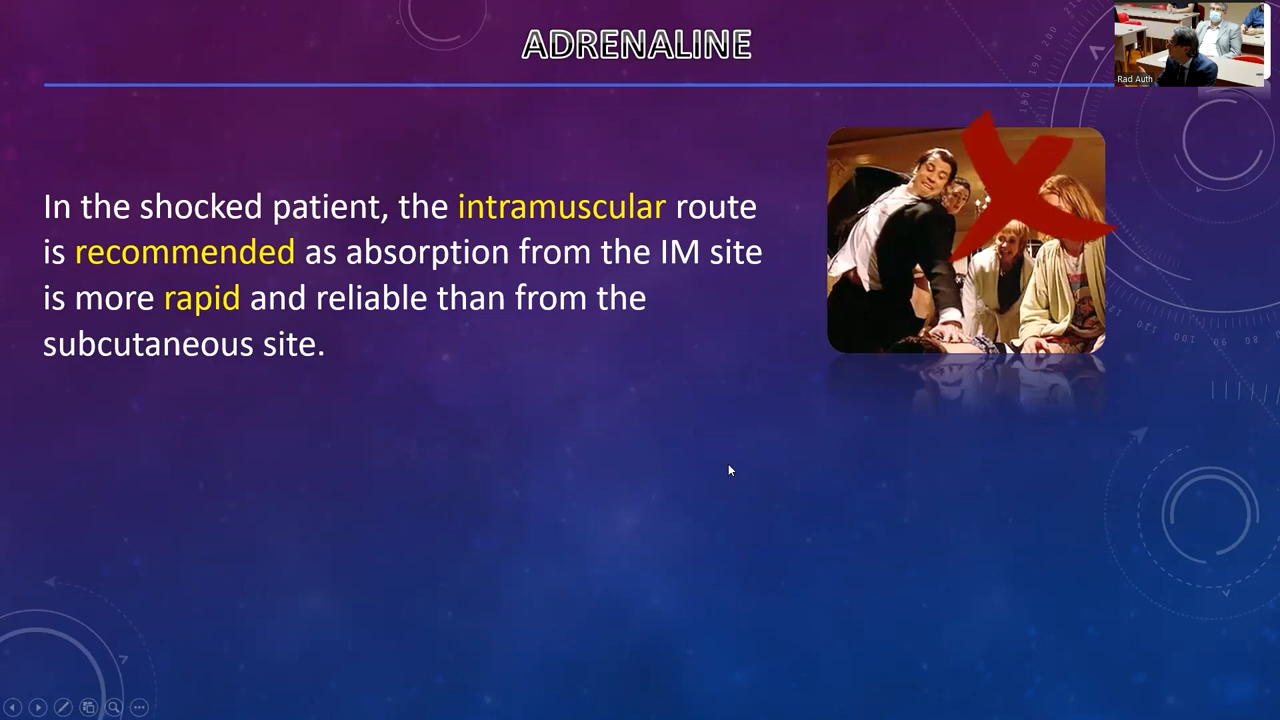 ADRENALINE
Rad Auth
In the shocked patient, the intramuscular route
is recommended as absorption from the IM site
is more rapid and reliable than from the
subcutaneous site.